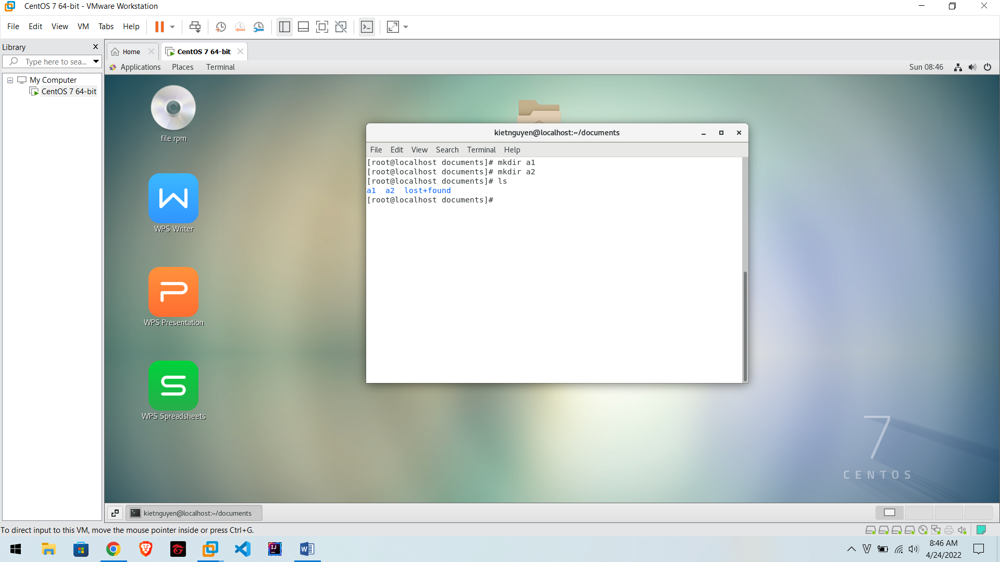 CentOS 7 64-bit - VMware Workstation
File Edit View VM Tabs Help
Library
Type here to sea...
My Computer
CentOS 7 64-bit
Home
CentOS 7 64-bit
Applications Places Terminal
Sun 08:46
file rpm
WPS Writer
WPS Presentation
WPS Spreadsheets
kietnguyen@localhost:~/documents
File Edit View Search Terminal Help
[root@localhost documents]# mkdir a1
[root@localhost documents]# mkdir a2
[root@localhost documents]# ls
a1 a2 lost+found
[root@localhost documents]#
7
CENTOS
kietnguyen@localhost:~/documents
To direct input to this VM, move the mouse pointer inside or press Ctrl+G.
8:46 AM
4/24/2022